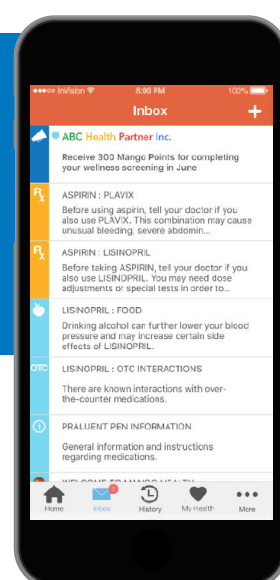 InVision 8:00 PM 100%
Inbox +
ABC Health Partner Inc.
Receive 300 Mango Points for completing
your wellness screening in June
Rx ASPIRIN : PLAVIX
Before using aspirin, tell your doctor if you
also use PLAVIX. This combination may cause
unusual bleeding, severe abdomin...
Rx ASPIRIN : LISINOPRIL
Before taking ASPIRIN, tell your doctor if you
also use LISINOPRIL. You may need dose
adjustments or special tests in order to...
LISINOPRIL : FOOD
Drinking alcohol can further lower your blood
pressure and may increase certain side
effects of LISINOPRIL.
OTC LISINOPRIL : OTC INTERACTIONS
There are known interactions with over-
the-counter medications.
PRALUENT PEN INFORMATION
General information and instructions
regarding medications.
WELCOME TO MANGO HEALTH
1
Home Inbox History My Health More